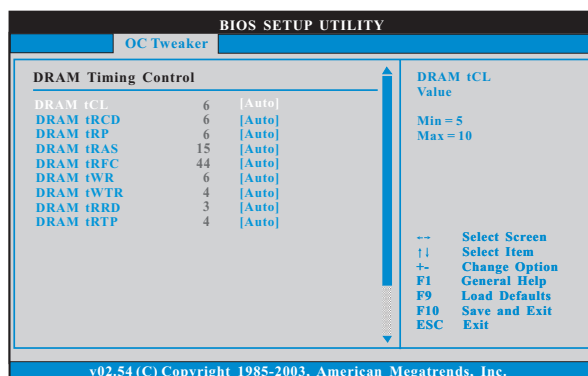 BIOS SETUP UTILITY
OC Tweaker
DRAM Timing Control
DRAM tCL 6 [Auto]
DRAM tRCD 6 [Auto]
DRAM tRP 6 [Auto]
DRAM tRAS 15 [Auto]
DRAM tRFC 44 [Auto]
DRAM tWR 6 [Auto]
DRAM tWTR 4 [Auto]
DRAM tRRD 3 [Auto]
DRAM tRTP 4 [Auto]
DRAM tCL
Value
Min = 5
Max = 10
←→ Select Screen
↑↓ Select Item
+- Change Option
F1 General Help
F9 Load Defaults
F10 Save and Exit
ESC Exit
v02.54 (C) Copyright 1985-2003, American Megatrends, Inc.